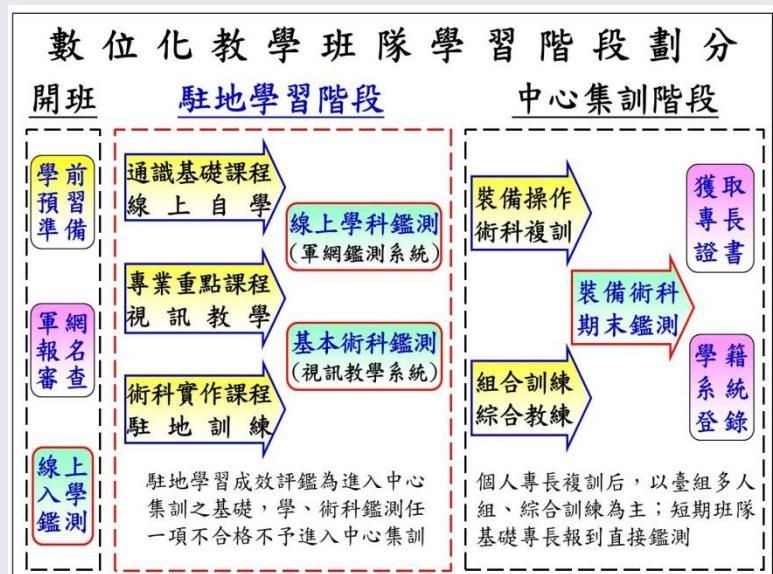 數位化教學班隊學習階段劃分
開班
學前
預習
準備
軍網
報名
審查
線上
入學
鑑測
駐地學習階段
通識基礎課程
線上自學
專業重點課程
視訊教學
術科實作課程
駐地訓練
線上學科鑑測
(軍網鑑測系統)
基本術科鑑測
(視訊教學系統)
駐地學習成效評鑑為進入中心
集訓之基礎，學、術科鑑測任
一項不合格不予進入中心集訓
中心集訓階段
裝備操作
術科複訓
組合訓練
綜合教練
裝備術科
期末鑑測
獲取
專長
證書
學籍
系統
登錄
個人專長複訓后，以臺組多人
組、綜合訓練為主；短期班隊
基礎專長報到直接鑑測